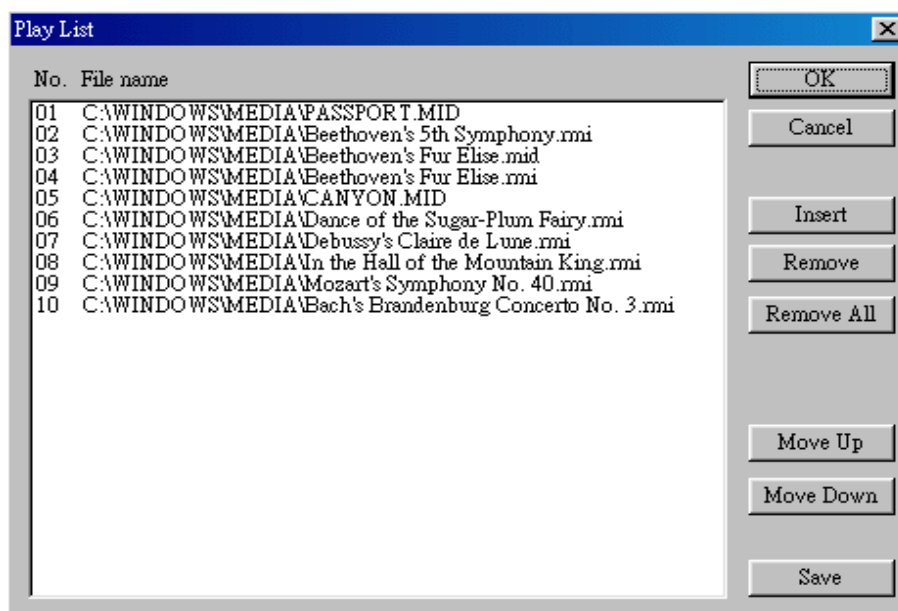 Play List
No. File name
01 C:\WINDOWS\MEDIA\PASSPORT.MID
02 C:\WINDOWS\MEDIA\Beethoven's 5th Symphony.rmi
03 C:\WINDOWS\MEDIA\Beethoven's Fur Elise.mid
04 C:\WINDOWS\MEDIA\Beethoven's Fur Elise.rmi
05 C:\WINDOWS\MEDIA\CANYON.MID
06 C:\WINDOWS\MEDIA\Dance of the Sugar-Plum Fairy.rmi
07 C:\WINDOWS\MEDIA\Debussy's Claire de Lune.rmi
08 C:\WINDOWS\MEDIA\In the Hall of the Mountain King.rmi
09 C:\WINDOWS\MEDIA\Mozart's Symphony No. 40.rmi
10 C:\WINDOWS\MEDIA\Bach's Brandenburg Concerto No. 3.rmi
OK
Cancel
Insert
Remove
Remove All
Move Up
Move Down
Save